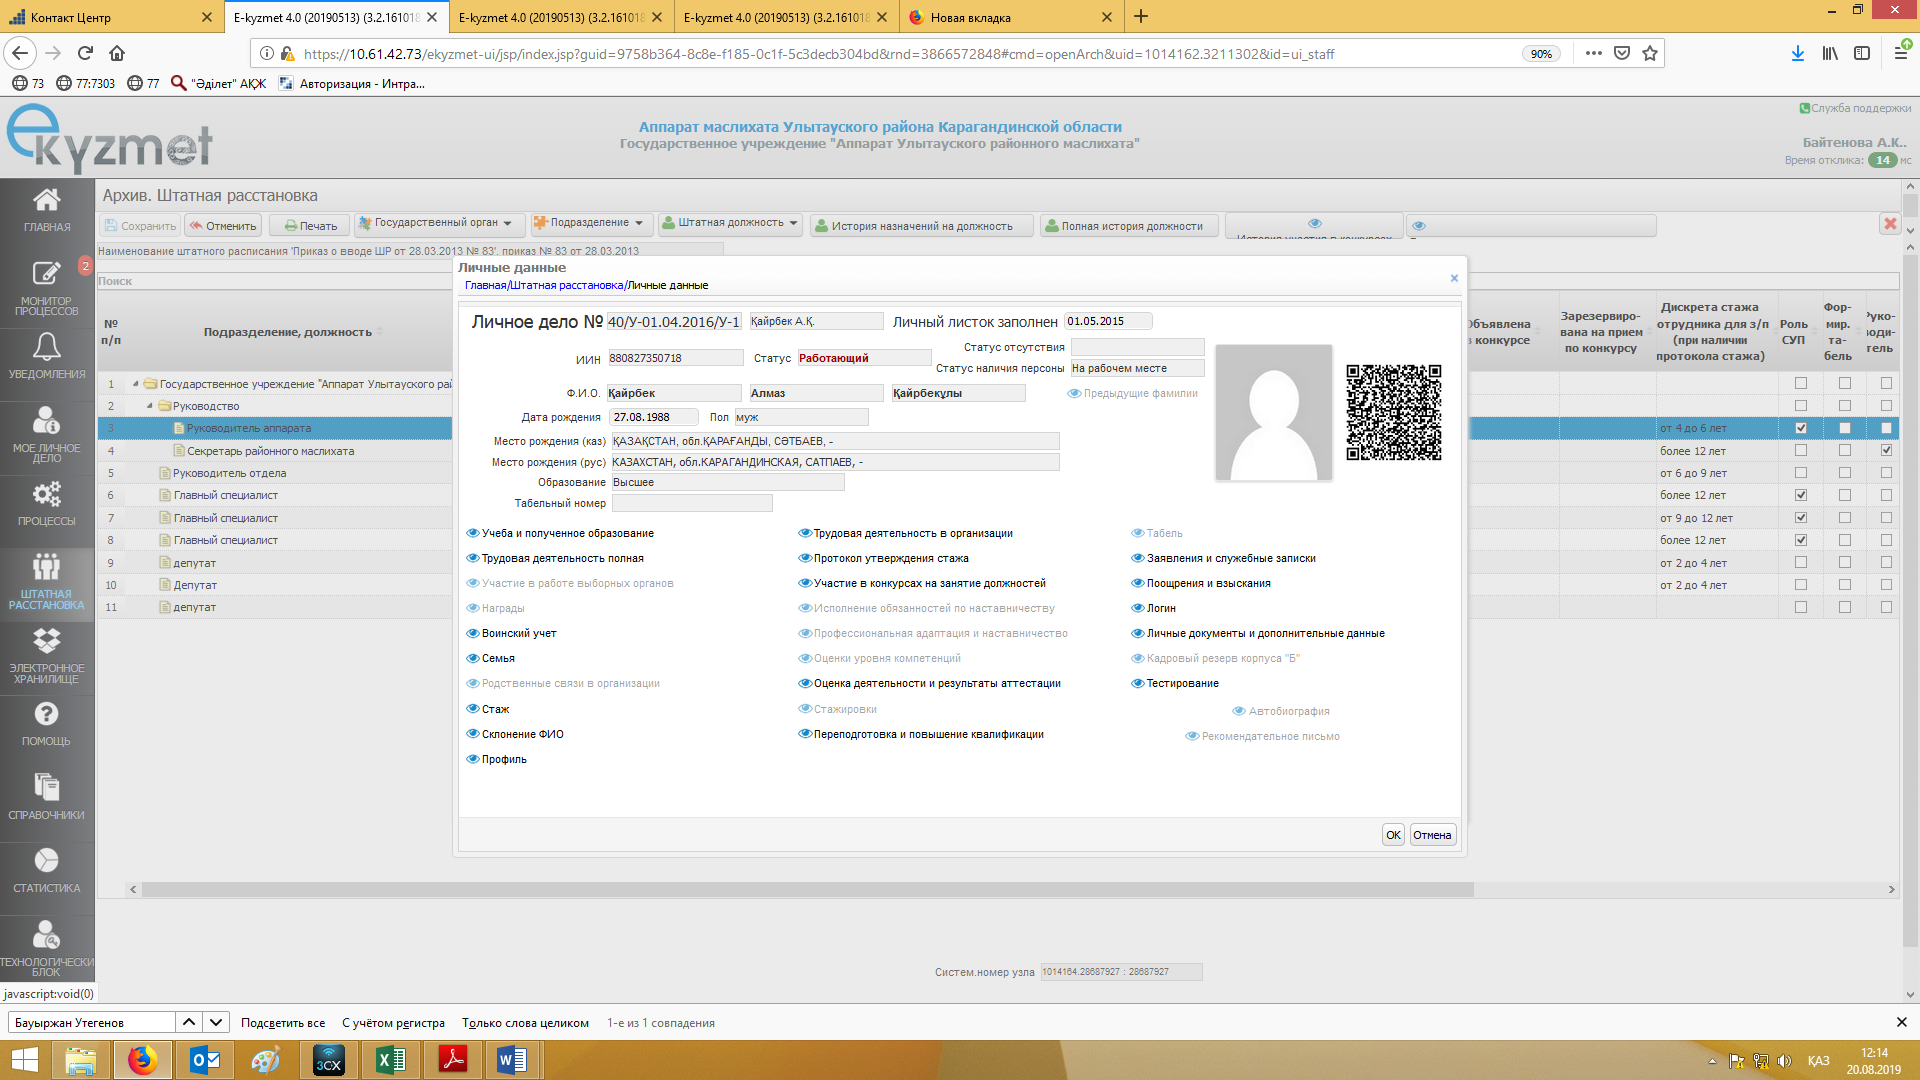 Контакт Центр
E-kyzmet 4.0 (20190513) (3.2.161018
E-kyzmet 4.0 (20190513) (3.2.161018
E-kyzmet 4.0 (20190513) (3.2.161018
Новая вкладка
https://10.61.42.73/ekyzmet-ui/jsp/index.jsp?guid=9758b364-8c8e-f185-0c1f-5c3decb304bd&rnd=3866572848#cmd=openArch&uid=1014162.3211302&id=ui_staff
90%
73
77:7303
77
"Әділет" АҚЖ
Авторизация - Интра...
ekyzmet
Аппарат маслихата Улытауского района Карагандинской области
Государственное учреждение "Аппарат Улытауского районного маслихата"
Служба поддержки
Байтенова А.К..
Время отклика: 14 мс
ГЛАВНАЯ
2
МОНИТОР ПРОЦЕССОВ
УВЕДОМЛЕНИЯ
МОЕ ЛИЧНОЕ ДЕЛО
ПРОЦЕССЫ
ШТАТНАЯ РАССТАНОВКА
ЭЛЕКТРОННОЕ ХРАНИЛИЩЕ
ПОМОЩЬ
СПРАВОЧНИКИ
СТАТИСТИКА
ТЕХНОЛОГИЧЕСКИ БЛОК
Архив. Штатная расстановка
Сохранить
Отменить
Печать
Государственный орган
Подразделение
Штатная должность
История назначений на должность
Полная история должности
Наименование штатного расписания 'Приказ о вводе ШР от 28.03.2013 № 83', приказ № 83 от 28.03.2013
Поиск
№ п/п
Подразделение, должность
Объявлена в конкурсе
Зарезервиро- вана на прием по конкурсу
Дискрета стажа отрудника для з/п (при наличии протокола стажа)
Роль СУП
Фор- мир. та- бель
Руко- води- тель
1 Государственное учреждение "Аппарат Улытауского рай
2 Руководство
3 Руководитель аппарата от 4 до 6 лет
4 Секретарь районного маслихата более 12 лет
5 Руководитель отдела от 6 до 9 лет
6 Главный специалист более 12 лет
7 Главный специалист от 9 до 12 лет
8 Главный специалист более 12 лет
9 депутат от 2 до 4 лет
10 Депутат от 2 до 4 лет
11 депутат
Личные данные
Главная/Штатная расстановка/Личные данные
Личное дело № 40/У-01.04.2016/У-1
Қайрбек А.Қ.
Личный листок заполнен 01.05.2015
ИИН 880827350718
Статус Работающий
Статус отсутствия
Статус наличия персоны На рабочем месте
Ф.И.О. Қайрбек Алмаз Қайрбекұлы
Предыдущие фамилии
Дата рождения 27.08.1988
Пол муж
Место рождения (каз) ҚАЗАҚСТАН, обл.ҚАРАҒАНДЫ, СӘТБАЕВ, -
Место рождения (рус) КАЗАХСТАН, обл.КАРАГАНДИНСКАЯ, САТПАЕВ, -
Образование Высшее
Табельный номер
Учеба и полученное образование
Трудовая деятельность полная
Участие в работе выборных органов
Награды
Воинский учет
Семья
Родственные связи в организации
Стаж
Склонение ФИО
Профиль
Трудовая деятельность в организации
Протокол утверждения стажа
Участие в конкурсах на занятие должностей
Исполнение обязанностей по наставничеству
Профессиональная адаптация и наставничество
Оценки уровня компетенций
Оценка деятельности и результаты аттестации
Стажировки
Переподготовка и повышение квалификации
Табель
Заявления и служебные записки
Поощрения и взыскания
Логин
Личные документы и дополнительные данные
Кадровый резерв корпуса "Б"
Тестирование
Автобиография
Рекомендательное письмо
OK
Отмена
Систем.номер узла 1014164.28687927 : 28687927
javascript:void(0)
Бауыржан Утегенов
Подсветить все
С учётом регистра
Только слова целиком
1-е из 1 совпадения
3CX
ҚАЗ
12:14
20.08.2019